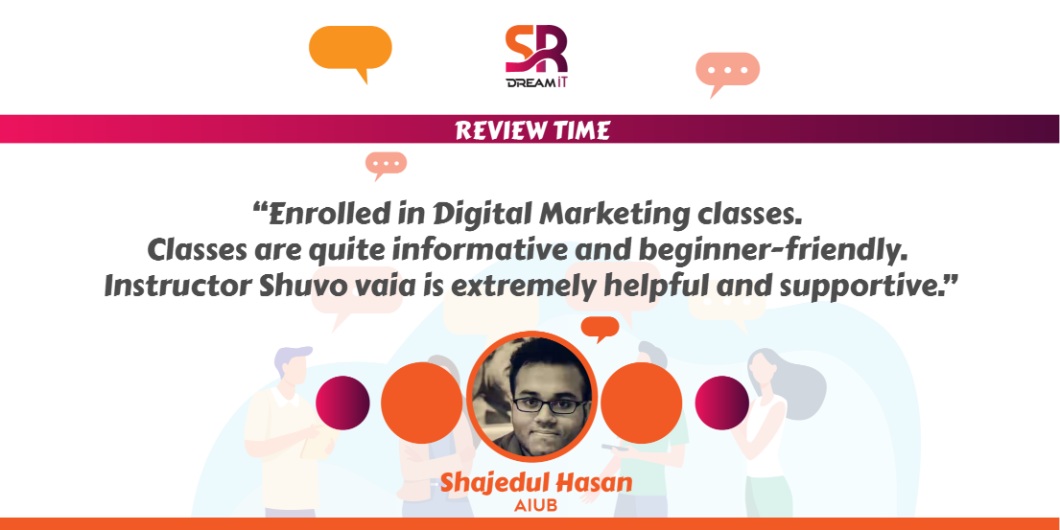 SR
DREAM iT
REVIEW TIME
“Enrolled in Digital Marketing classes.
Classes are quite informative and beginner-friendly.
Instructor Shuvo vaia is extremely helpful and supportive.”
Shajedul Hasan
AIUB